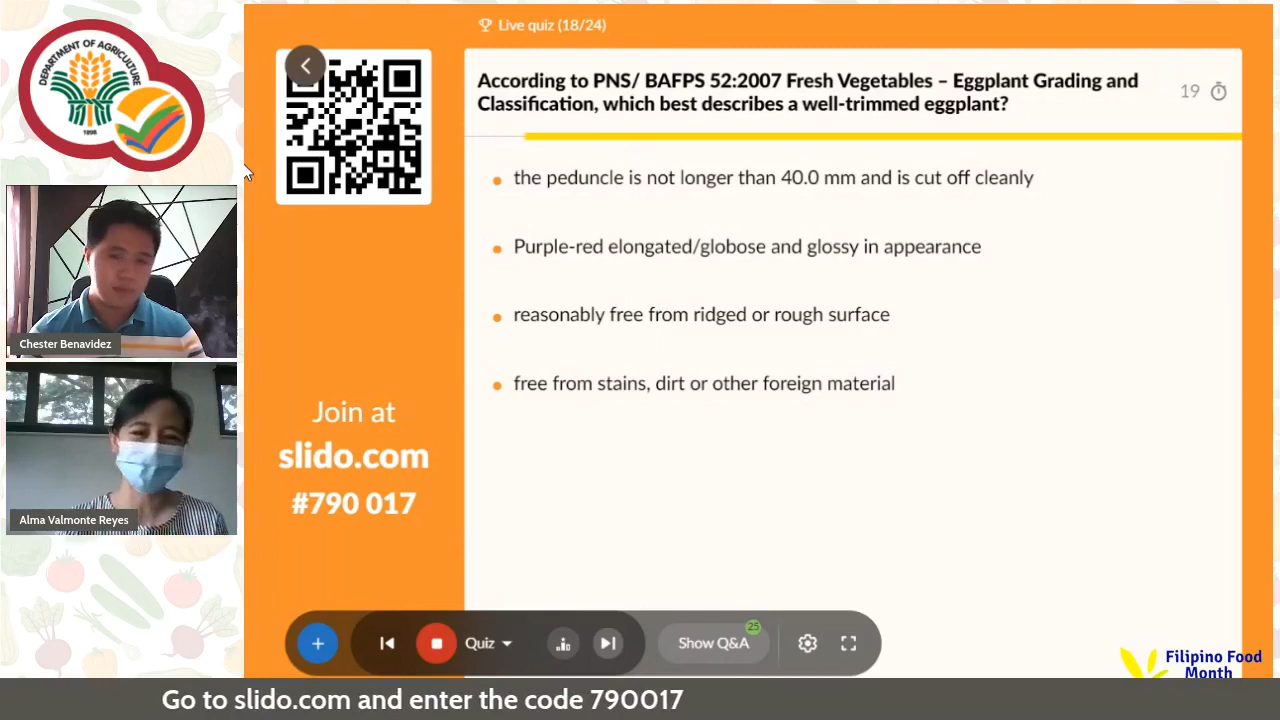 DEPARTMENT OF AGRICULTURE
1898
Chester Benavidez
Alma Valmonte Reyes
Live quiz (18/24)
According to PNS/ BAFPS 52:2007 Fresh Vegetables – Eggplant Grading and
Classification, which best describes a well-trimmed eggplant?
19
the peduncle is not longer than 40.0 mm and is cut off cleanly
Purple-red elongated/globose and glossy in appearance
reasonably free from ridged or rough surface
free from stains, dirt or other foreign material
Join at
slido.com
#790 017
Quiz
Show Q&A
25
Filipino Food
Month
Go to slido.com and enter the code 790017